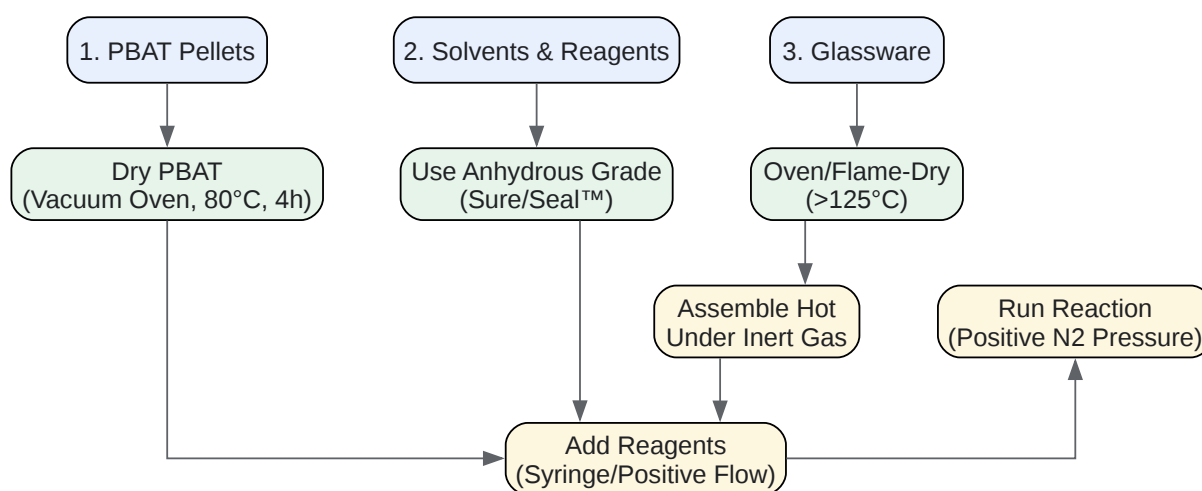 1. PBAT Pellets
2. Solvents & Reagents
3. Glassware
Dry PBAT
(Vacuum Oven, 80°C, 4h)
Use Anhydrous Grade
(Sure/Seal™)
Oven/Flame-Dry
(>125°C)
Assemble Hot
Under Inert Gas
Run Reaction
(Positive N2 Pressure)
Add Reagents
(Syringe/Positive Flow)